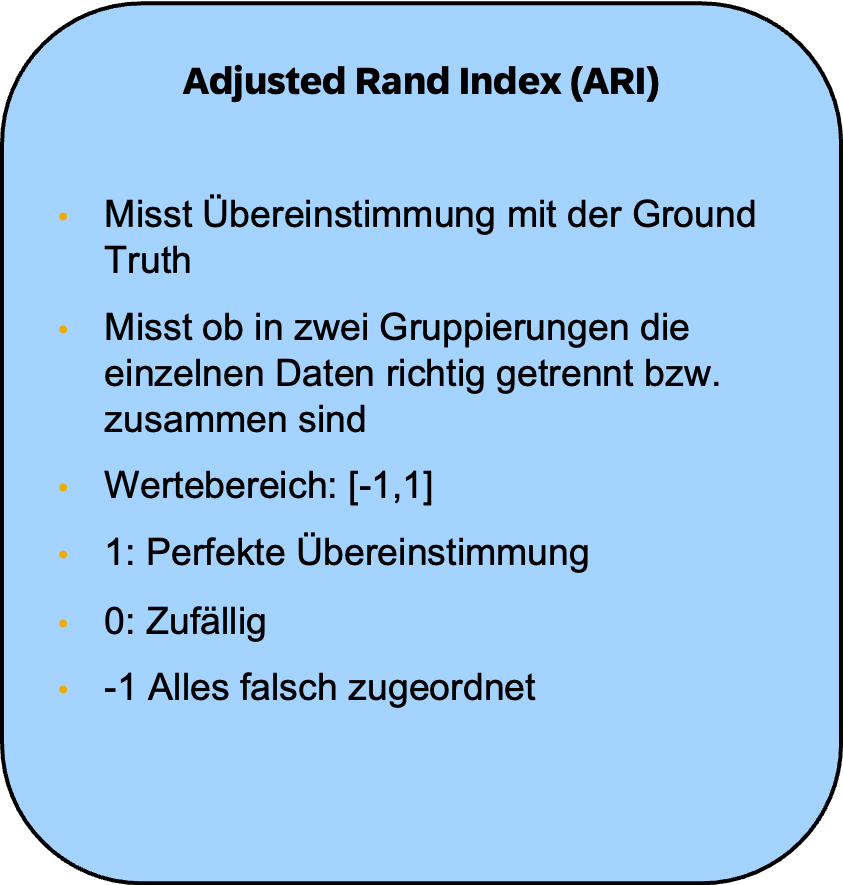 Adjusted Rand Index (ARI)
• Misst Übereinstimmung mit der Ground
Truth
• Misst ob in zwei Gruppierungen die
einzelnen Daten richtig getrennt bzw.
zusammen sind
• Wertebereich: [-1,1]
• 1: Perfekte Übereinstimmung
• 0: Zufällig
• -1 Alles falsch zugeordnet